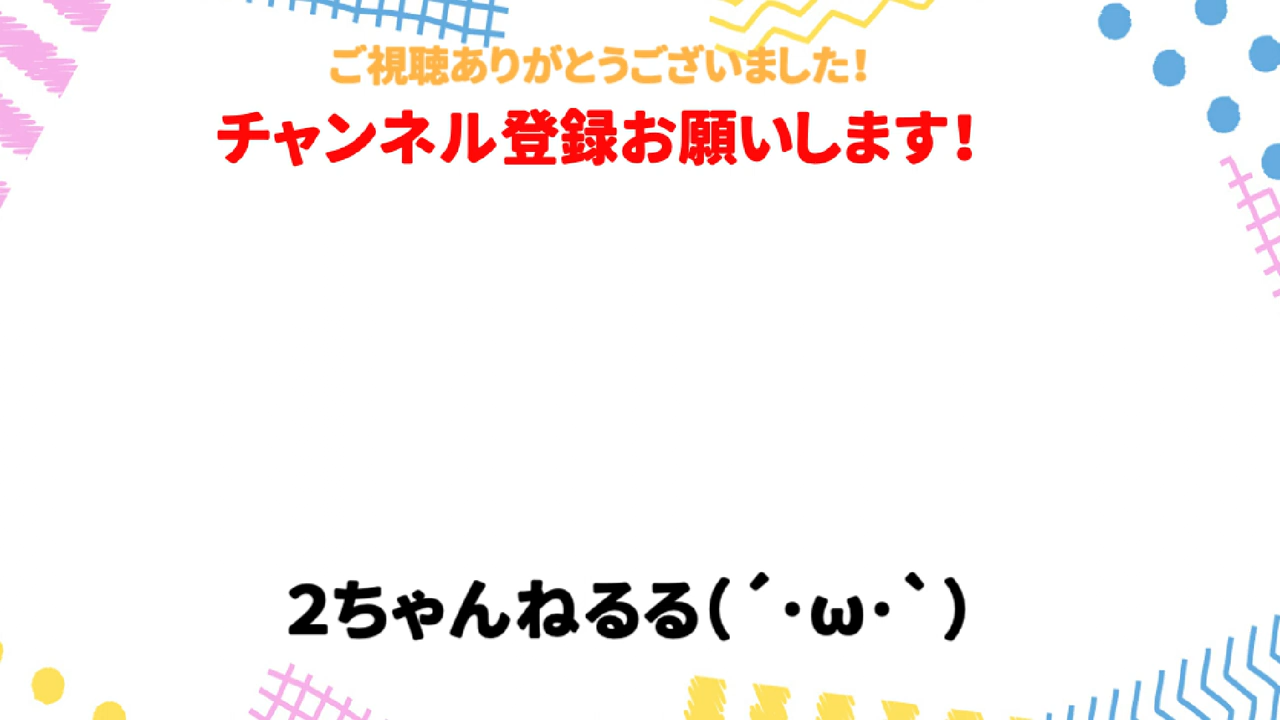 ご視聴ありがとうございました!
チャンネル登録お願いします!
2ちゃんねるる(´･ω･`)